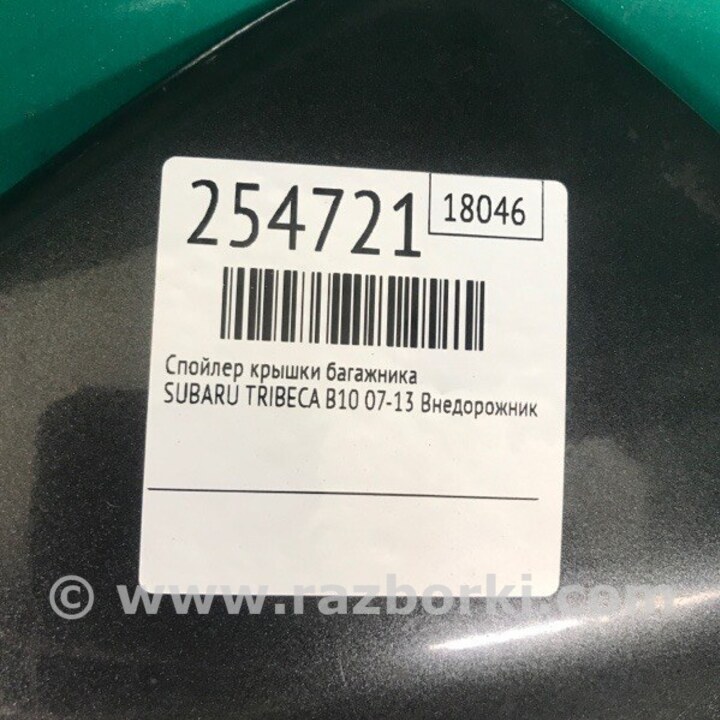 254721
18046
Спойлер крышки багажника
SUBARU TRIBECA B10 07-13 Внедорожник
© www.razborki.com